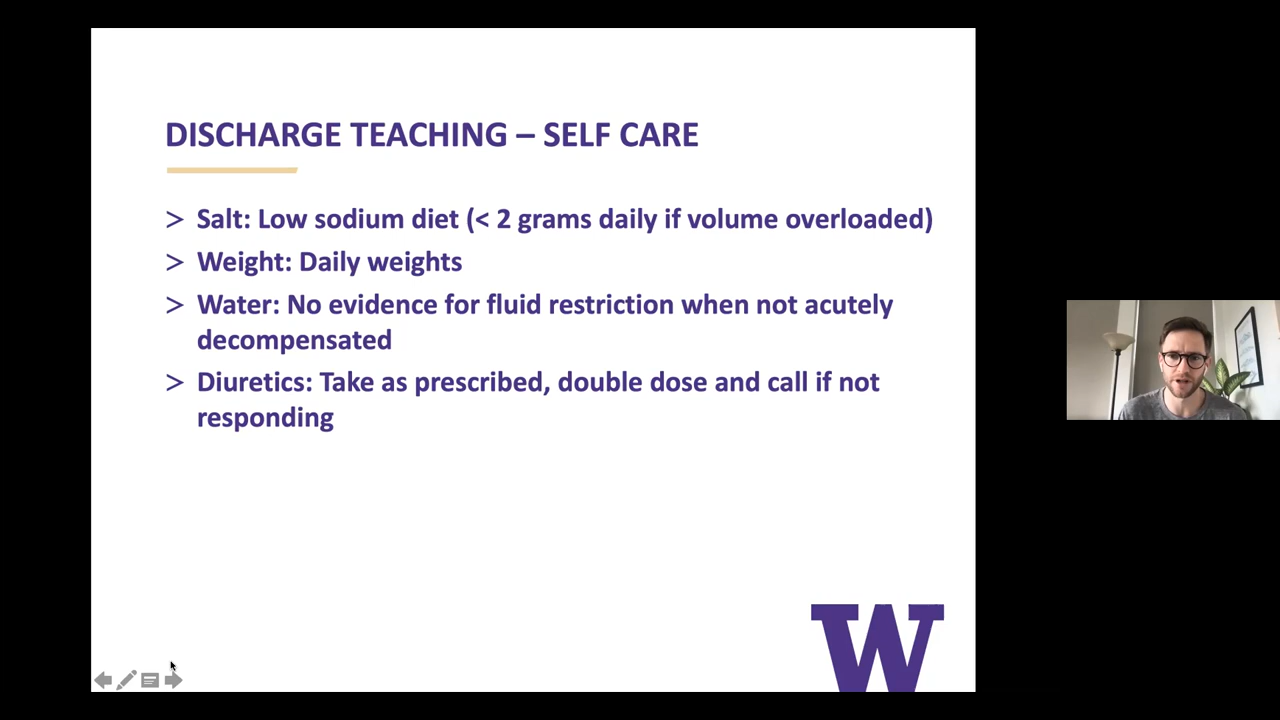 DISCHARGE TEACHING – SELF CARE
> Salt: Low sodium diet (< 2 grams daily if volume overloaded)
> Weight: Daily weights
> Water: No evidence for fluid restriction when not acutely
decompensated
> Diuretics: Take as prescribed, double dose and call if not
responding
W